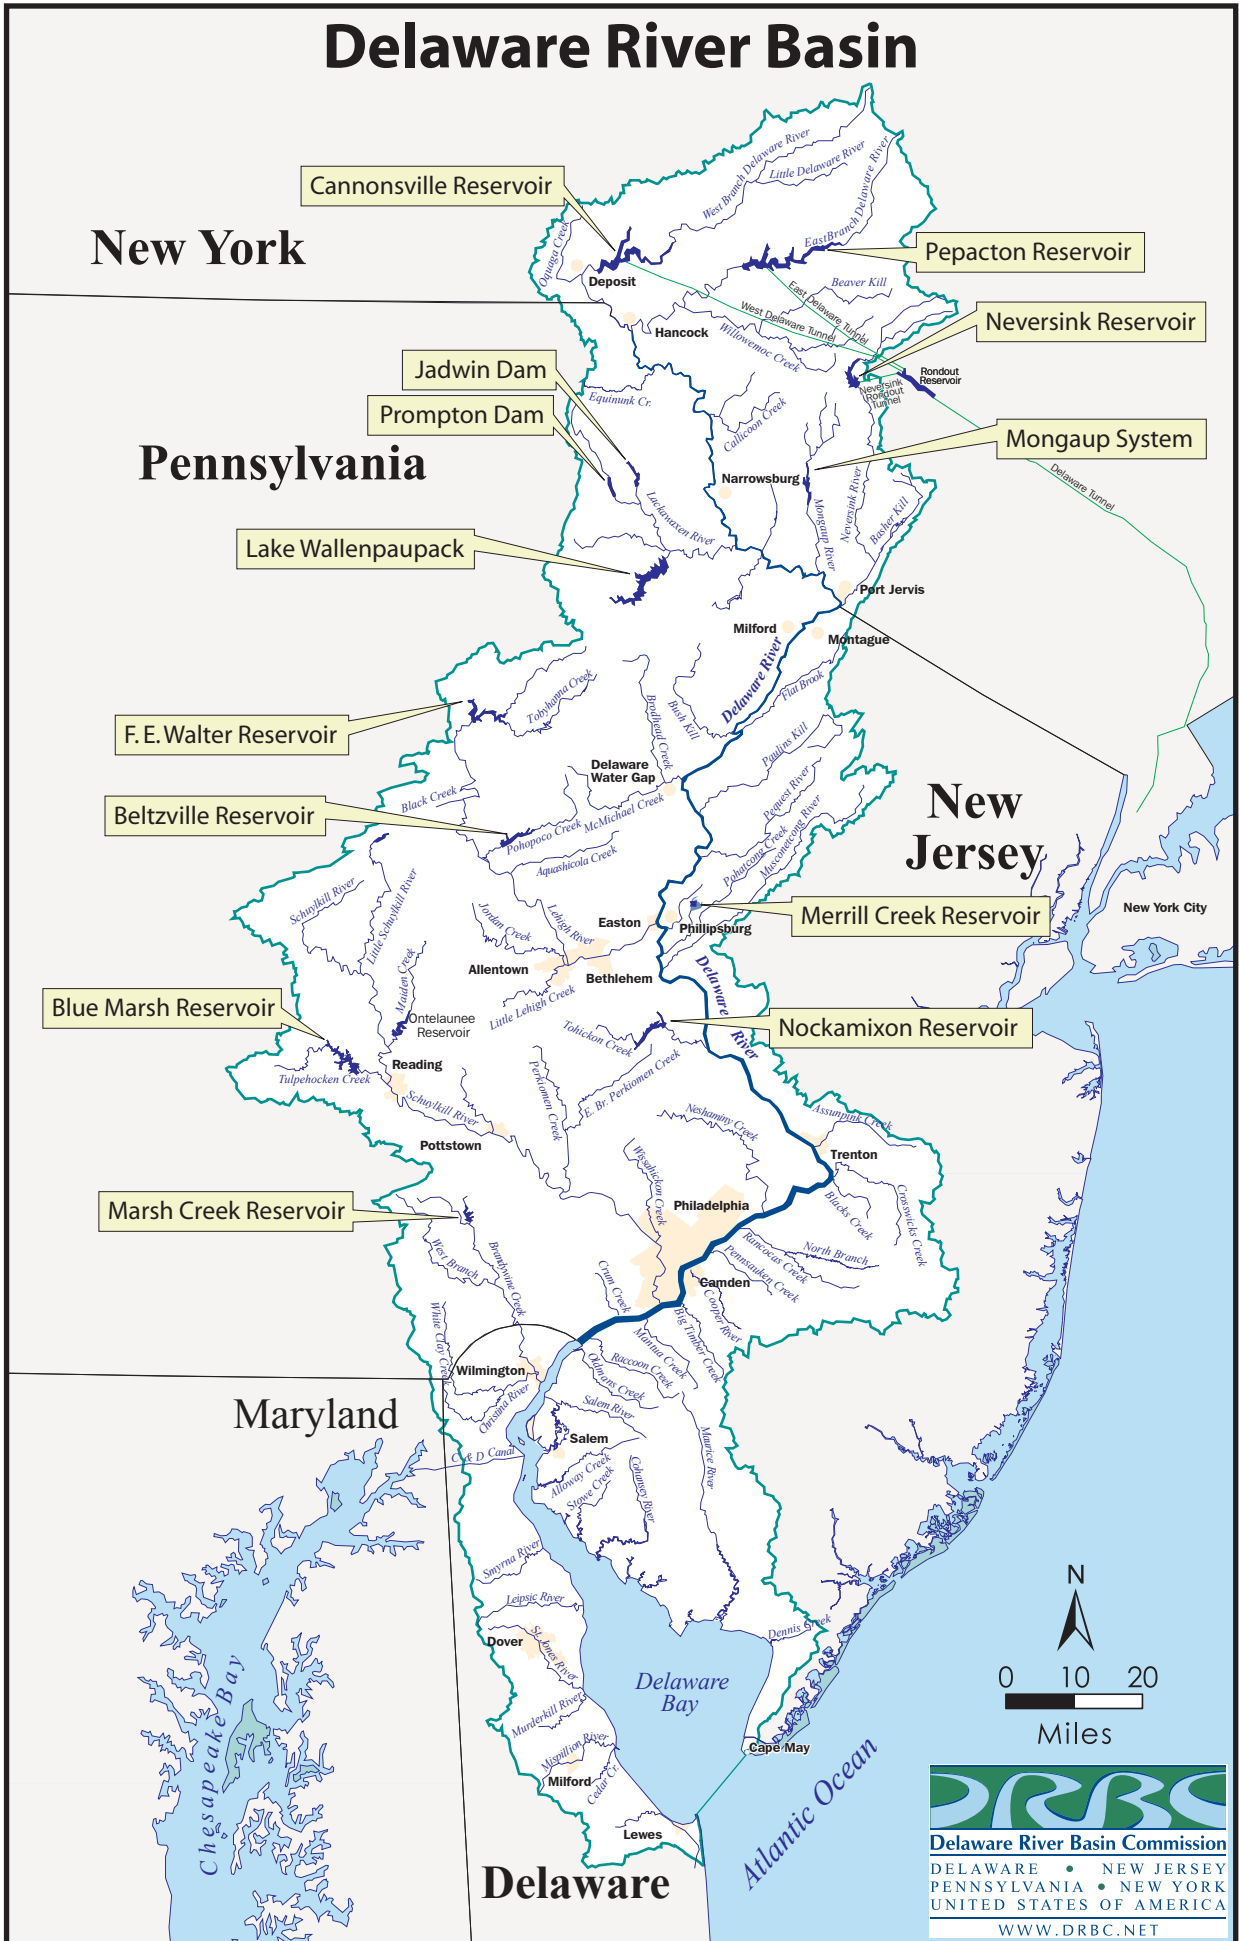 Delaware River Basin
West Branch Delaware River
Little Delaware River
EastBranch Delaware River
Cannonsville Reservoir
New York
Oquaga Creek
Pepacton Reservoir
Deposit
Beaver Kill
East Delaware Tunnel
West Delaware Tunnel
Neversink Reservoir
Hancock
Willowemoc Creek
Jadwin Dam
Rondout
Reservoir
Neversink
Rondout
Tunnel
Equinunk Cr.
Prompton Dam
Callicoon Creek
Mongaup System
Pennsylvania
Narrowsburg
Delaware Tunnel
Lackawaxen River
Mongaup River
Neversink River
Basher Kill
Lake Wallenpaupack
Port Jervis
Milford
Montague
Delaware River
Flat Brook
Tobyhanna Creek
Brodhead Creek
Bush Kill
F. E. Walter Reservoir
Paulins Kill
Delaware
Water Gap
Pequest River
Black Creek
McMichael Creek
New
Jersey
Beltzville Reservoir
Pohopoco Creek
Aquashicola Creek
Pohatcong Creek
Musconetcong River
Schuylkill River
Little Schuylkill River
Merrill Creek Reservoir
New York City
Jordan Creek
Lehigh River
Easton
Phillipsburg
Maiden Creek
Allentown
Bethlehem
Delaware
River
Little Lehigh Creek
Blue Marsh Reservoir
Ontelaunee
Reservoir
Tohickon Creek
Nockamixon Reservoir
Reading
Tulpehocken Creek
Schuylkill River
Perkiomen Creek
E. Br. Perkiomen Creek
Neshaminy Creek
Assunpink Creek
Pottstown
Trenton
Wissahickon Creek
Blacks Creek
Crosswicks Creek
Marsh Creek Reservoir
Philadelphia
West Branch
Brandywine Creek
Rancocas Creek
North Branch
Pennsauken Creek
Crum Creek
Camden
Cooper River
White Clay Creek
Big Timber Creek
Mantua Creek
Raccoon Creek
Oldmans Creek
Wilmington
Maryland
Christina River
Salem River
Salem
C & D Canal
Alloway Creek
Stowe Creek
Cohansey River
Maurice River
Smyrna River
Leipsic River
Dennis Creek
Dover
St. Jones River
Delaware
Bay
Murderkill River
Mispillion River
Cape May
Milford
Cedar Cr.
Lewes
Chesapeake Bay
Atlantic Ocean
Delaware
N
0 10 20
Miles
DRBC
Delaware River Basin Commission
DELAWARE • NEW JERSEY
PENNSYLVANIA • NEW YORK
UNITED STATES OF AMERICA
WWW.DRBC.NET